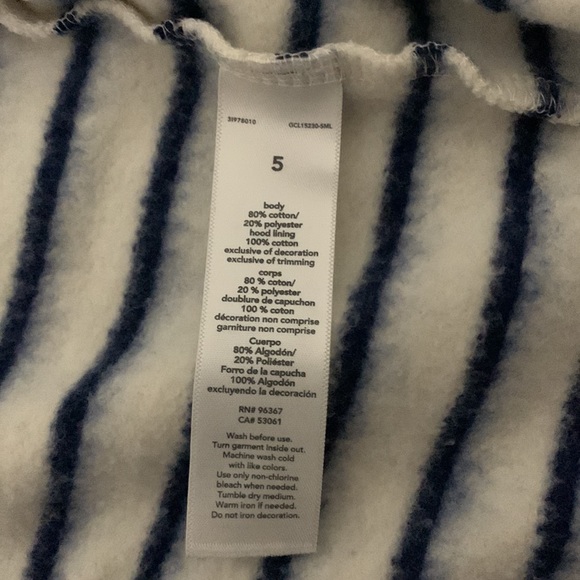 5I978010 GCL15230-5ML
5
body
80% cotton/
20% polyester
hood lining
100% cotton
exclusive of decoration
exclusive of trimming
corps
80 % coton/
20 % polyester
doublure de capuchon
100 % coton
décoration non comprise
garniture non comprise
Cuerpo
80% Algodón/
20% Poliéster
Forro de la capucha
100% Algodón
excluyendo la decoración
RN# 96367
CA# 53061
Wash before use.
Turn garment inside out.
Machine wash cold
with like colors.
Use only non-chlorine
bleach when needed.
Tumble dry medium.
Warm iron if needed.
Do not iron decoration.